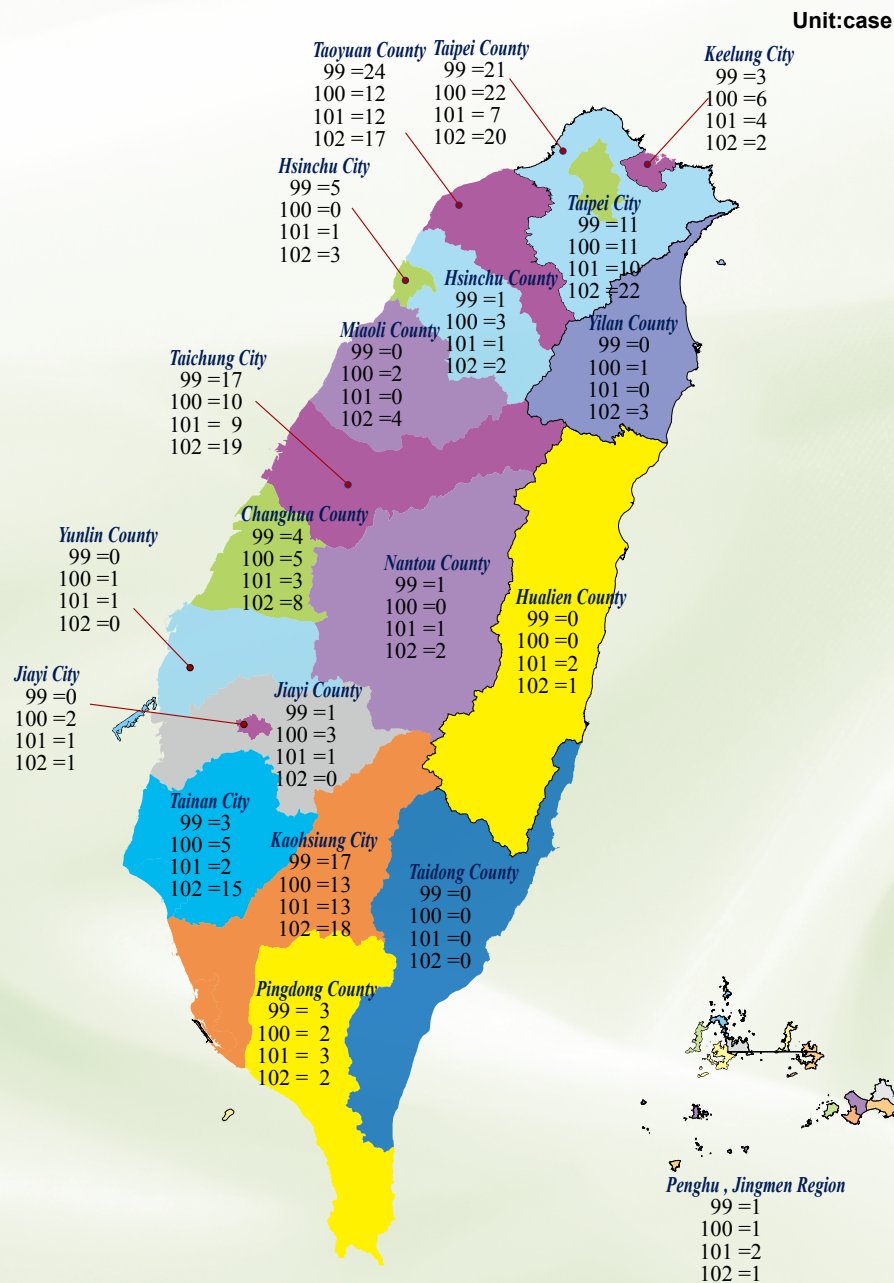 Unit:case
Taoyuan County
99 =24
100 =12
101 =12
102 =17
Taipei County
99 =21
100 =22
101 = 7
102 =20
Keelung City
99 =3
100 =6
101 =4
102 =2
Hsinchu City
99 =5
100 =0
101 =1
102 =3
Taipei City
99 =11
100 =11
101 =10
102 =22
Hsinchu County
99 =1
100 =3
101 =1
102 =2
Miaoli County
99 =0
100 =2
101 =0
102 =4
Yilan County
99 =0
100 =1
101 =0
102 =3
Taichung City
99 =17
100 =10
101 = 9
102 =19
Changhua County
99 =4
100 =5
101 =3
102 =8
Yunlin County
99 =0
100 =1
101 =1
102 =0
Nantou County
99 =1
100 =0
101 =1
102 =2
Hualien County
99 =0
100 =0
101 =2
102 =1
Jiayi City
99 =0
100 =2
101 =1
102 =1
Jiayi County
99 =1
100 =3
101 =1
102 =0
Tainan City
99 =3
100 =5
101 =2
102 =15
Kaohsiung City
99 =17
100 =13
101 =13
102 =18
Taidong County
99 =0
100 =0
101 =0
102 =0
Pingdong County
99 = 3
100 = 2
101 = 3
102 = 2
Penghu , Jingmen Region
99 =1
100 =1
101 =2
102 =1